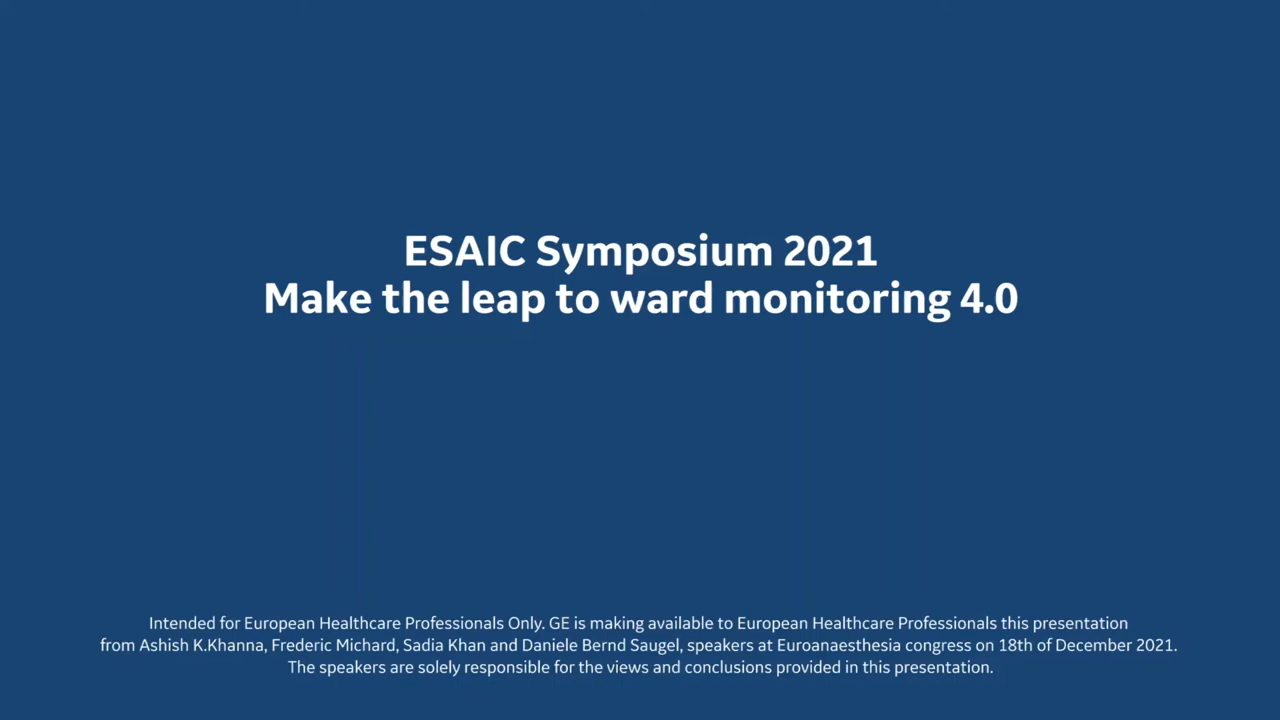 ESAIC Symposium 2021
Make the leap to ward monitoring 4.0
Intended for European Healthcare Professionals Only. GE is making available to European Healthcare Professionals this presentation
from Ashish K.Khanna, Frederic Michard, Sadia Khan and Daniele Bernd Saugel, speakers at Euroanaesthesia congress on 18th of December 2021.
The speakers are solely responsible for the views and conclusions provided in this presentation.